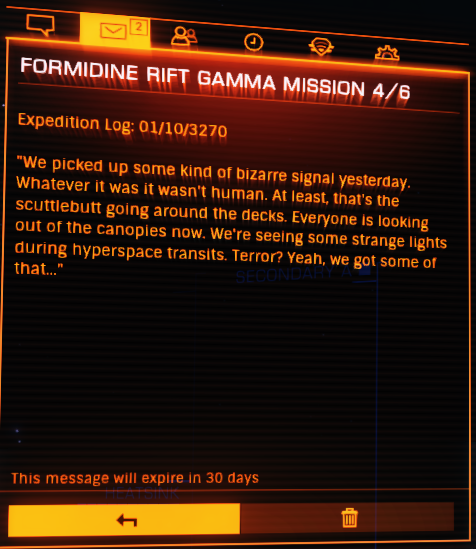 2
FORMIDINE RIFT GAMMA MISSION 4/6
Expedition Log: 01/10/3270
"We picked up some kind of bizarre signal yesterday.
Whatever it was it wasn't human. At least, that's the
scuttlebutt going around the decks. Everyone is looking
out of the canopies now. We're seeing some strange lights
during hyperspace transits. Terror? Yeah, we got some of
that..."
SECONDARY
This message will expire in 30 days
HEATSINK